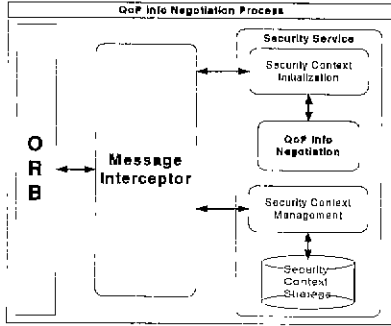 QoP Info Negotiation Process
Security Service
Security Context
Initialization
QoP Info
Negotiation
O
R
B
Message
Interceptor
Security Context
Management
Security
Context
Storage